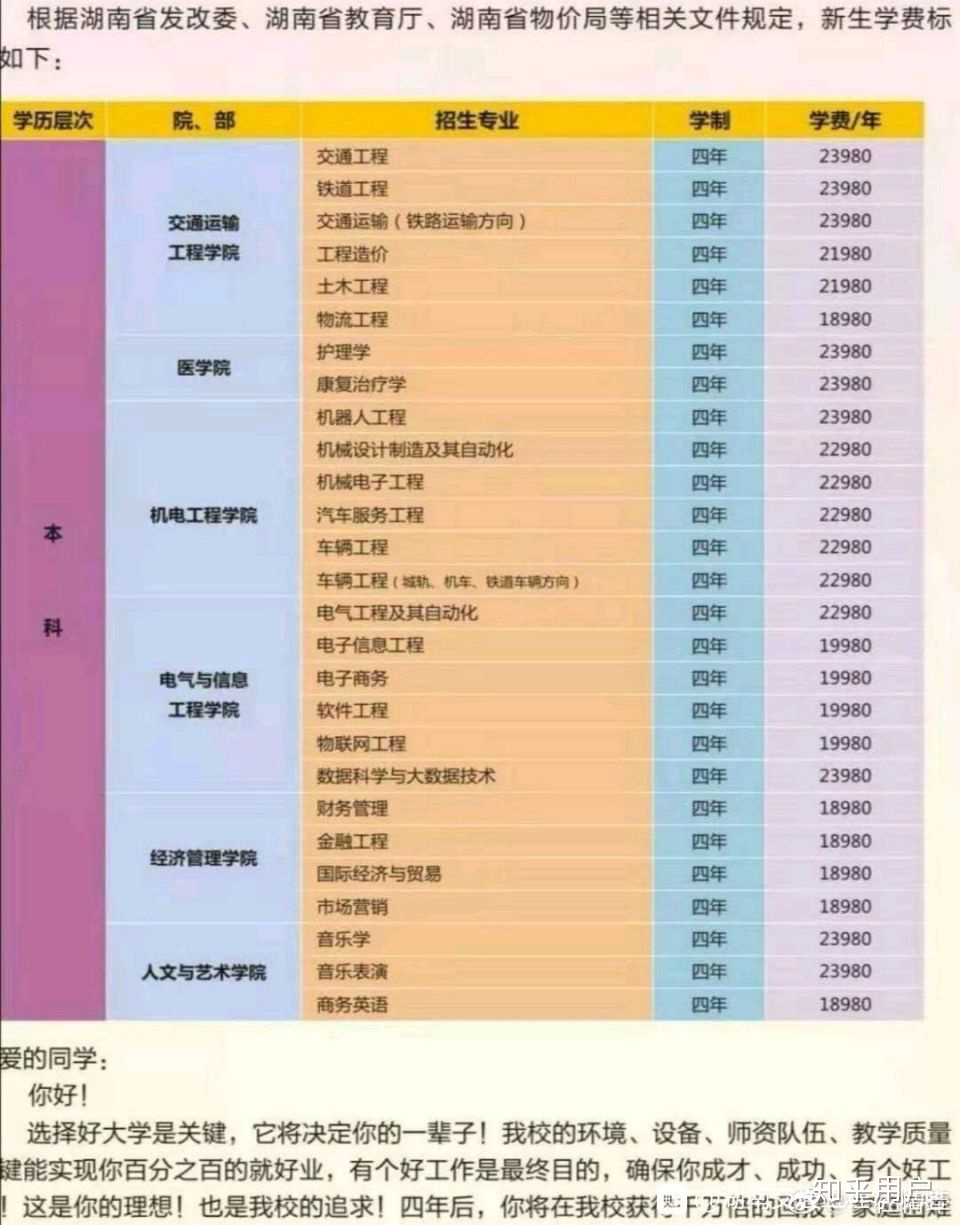 根据湖南省发改委、湖南省教育厅、湖南省物价局等相关文件规定，新生学费标
如下：
学历层次 院、部 招生专业 学制 学费/年
交通工程 四年 23980
铁道工程 四年 23980
交通运输（铁路运输方向） 四年 23980
交通运输
工程学院
工程造价 四年 21980
土木工程 四年 21980
物流工程 四年 18980
护理学 四年 23980
医学院
康复治疗学 四年 23980
机器人工程 四年 23980
机械设计制造及其自动化 四年 22980
机械电子工程 四年 22980
机电工程学院
汽车服务工程 四年 22980
本
科
车辆工程 四年 22980
车辆工程（城轨、机车、铁道车辆方向） 四年 22980
电气工程及其自动化 四年 22980
电子信息工程 四年 19980
电气与信息
工程学院
电子商务 四年 19980
软件工程 四年 19980
物联网工程 四年 19980
数据科学与大数据技术 四年 23980
财务管理 四年 18980
金融工程 四年 18980
经济管理学院
国际经济与贸易 四年 18980
市场营销 四年 18980
音乐学 四年 23980
人文与艺术学院
音乐表演 四年 23980
商务英语 四年 18980
爱的同学：
你好！
选择好大学是关键，它将决定你的一辈子！我校的环境、设备、师资队伍、教学质量
键能实现你百分之百的就好业，有个好工作是最终目的，确保你成才、成功、有个好工
！这是你的理想！也是我校的追求！四年后，你将在我校获得千万倍的回报！家庭困难
知乎用户